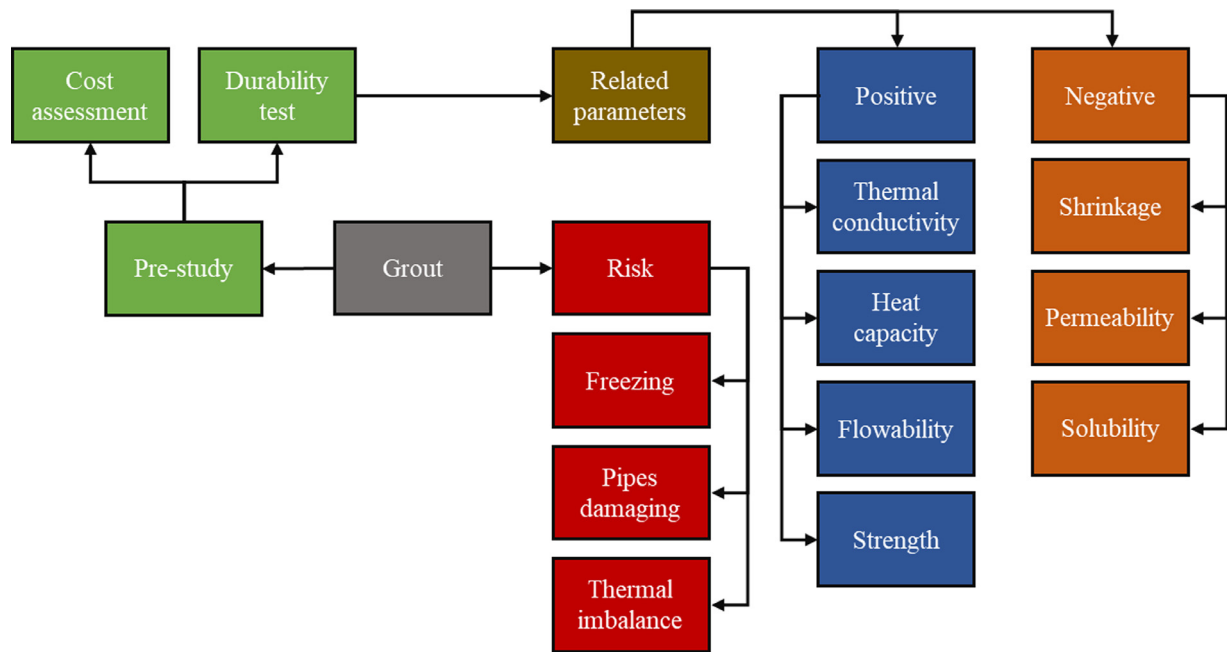 Cost
assessment
Durability
test
Related
parameters
Positive
Negative
Thermal
conductivity
Shrinkage
Pre-study
Grout
Risk
Heat
capacity
Permeability
Freezing
Flowability
Solubility
Pipes
damaging
Strength
Thermal
imbalance